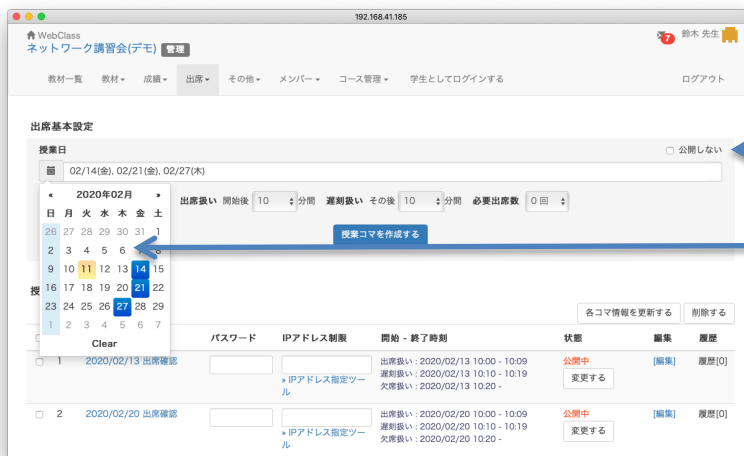 192.168.41.185
WebClass
ネットワーク講習会(デモ) 管理
7 鈴木 先生
教材一覧 教材 成績 出席 その他 メンバー コース管理 学生としてログインする ログアウト
出席基本設定
授業日
公開しない
02/14(金), 02/21(金), 02/27(木)
« 2020年02月 »
出席扱い 開始後 10 分間 遅刻扱い その後 10 分間 必要出席数 0回
日 月 火 水 木 金 土
26 27 28 29 30 31 1
授業コマを作成する
2 3 4 5 6 7 8
9 10 11 12 13 14 15
16 17 18 19 20 21 22
授
23 24 25 26 27 28 29
各コマ情報を更新する 削除する
1 2 3 4 5 6 7
Clear
パスワード IPアドレス制限 開始 - 終了時刻 状態 編集 履歴
1 2020/02/13 出席確認
出席扱い : 2020/02/13 10:00 - 10:09
遅刻扱い : 2020/02/13 10:10 - 10:19
欠席扱い : 2020/02/13 10:20 -
» IPアドレス指定ツール
公開中
変更する
[編集]
履歴[0]
2 2020/02/20 出席確認
出席扱い : 2020/02/20 10:00 - 10:09
遅刻扱い : 2020/02/20 10:10 - 10:19
欠席扱い : 2020/02/20 10:20 -
» IPアドレス指定ツール
公開中
変更する
[編集]
履歴[0]